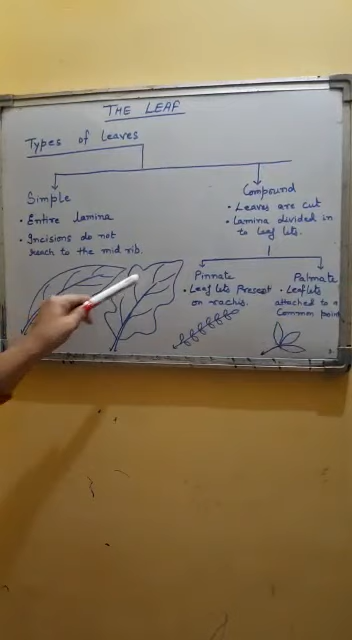 THE LEAF
Types of leaves
Simple
• Entire lamina
• Incisions do not
reach to the mid rib.
Compound
• Leaves are cut
• Lamina divided in
to leaf lets.
Pinnate
• Leaf lets Present
on rachis.
Palmate
• Leaflets
attached to a
Common point